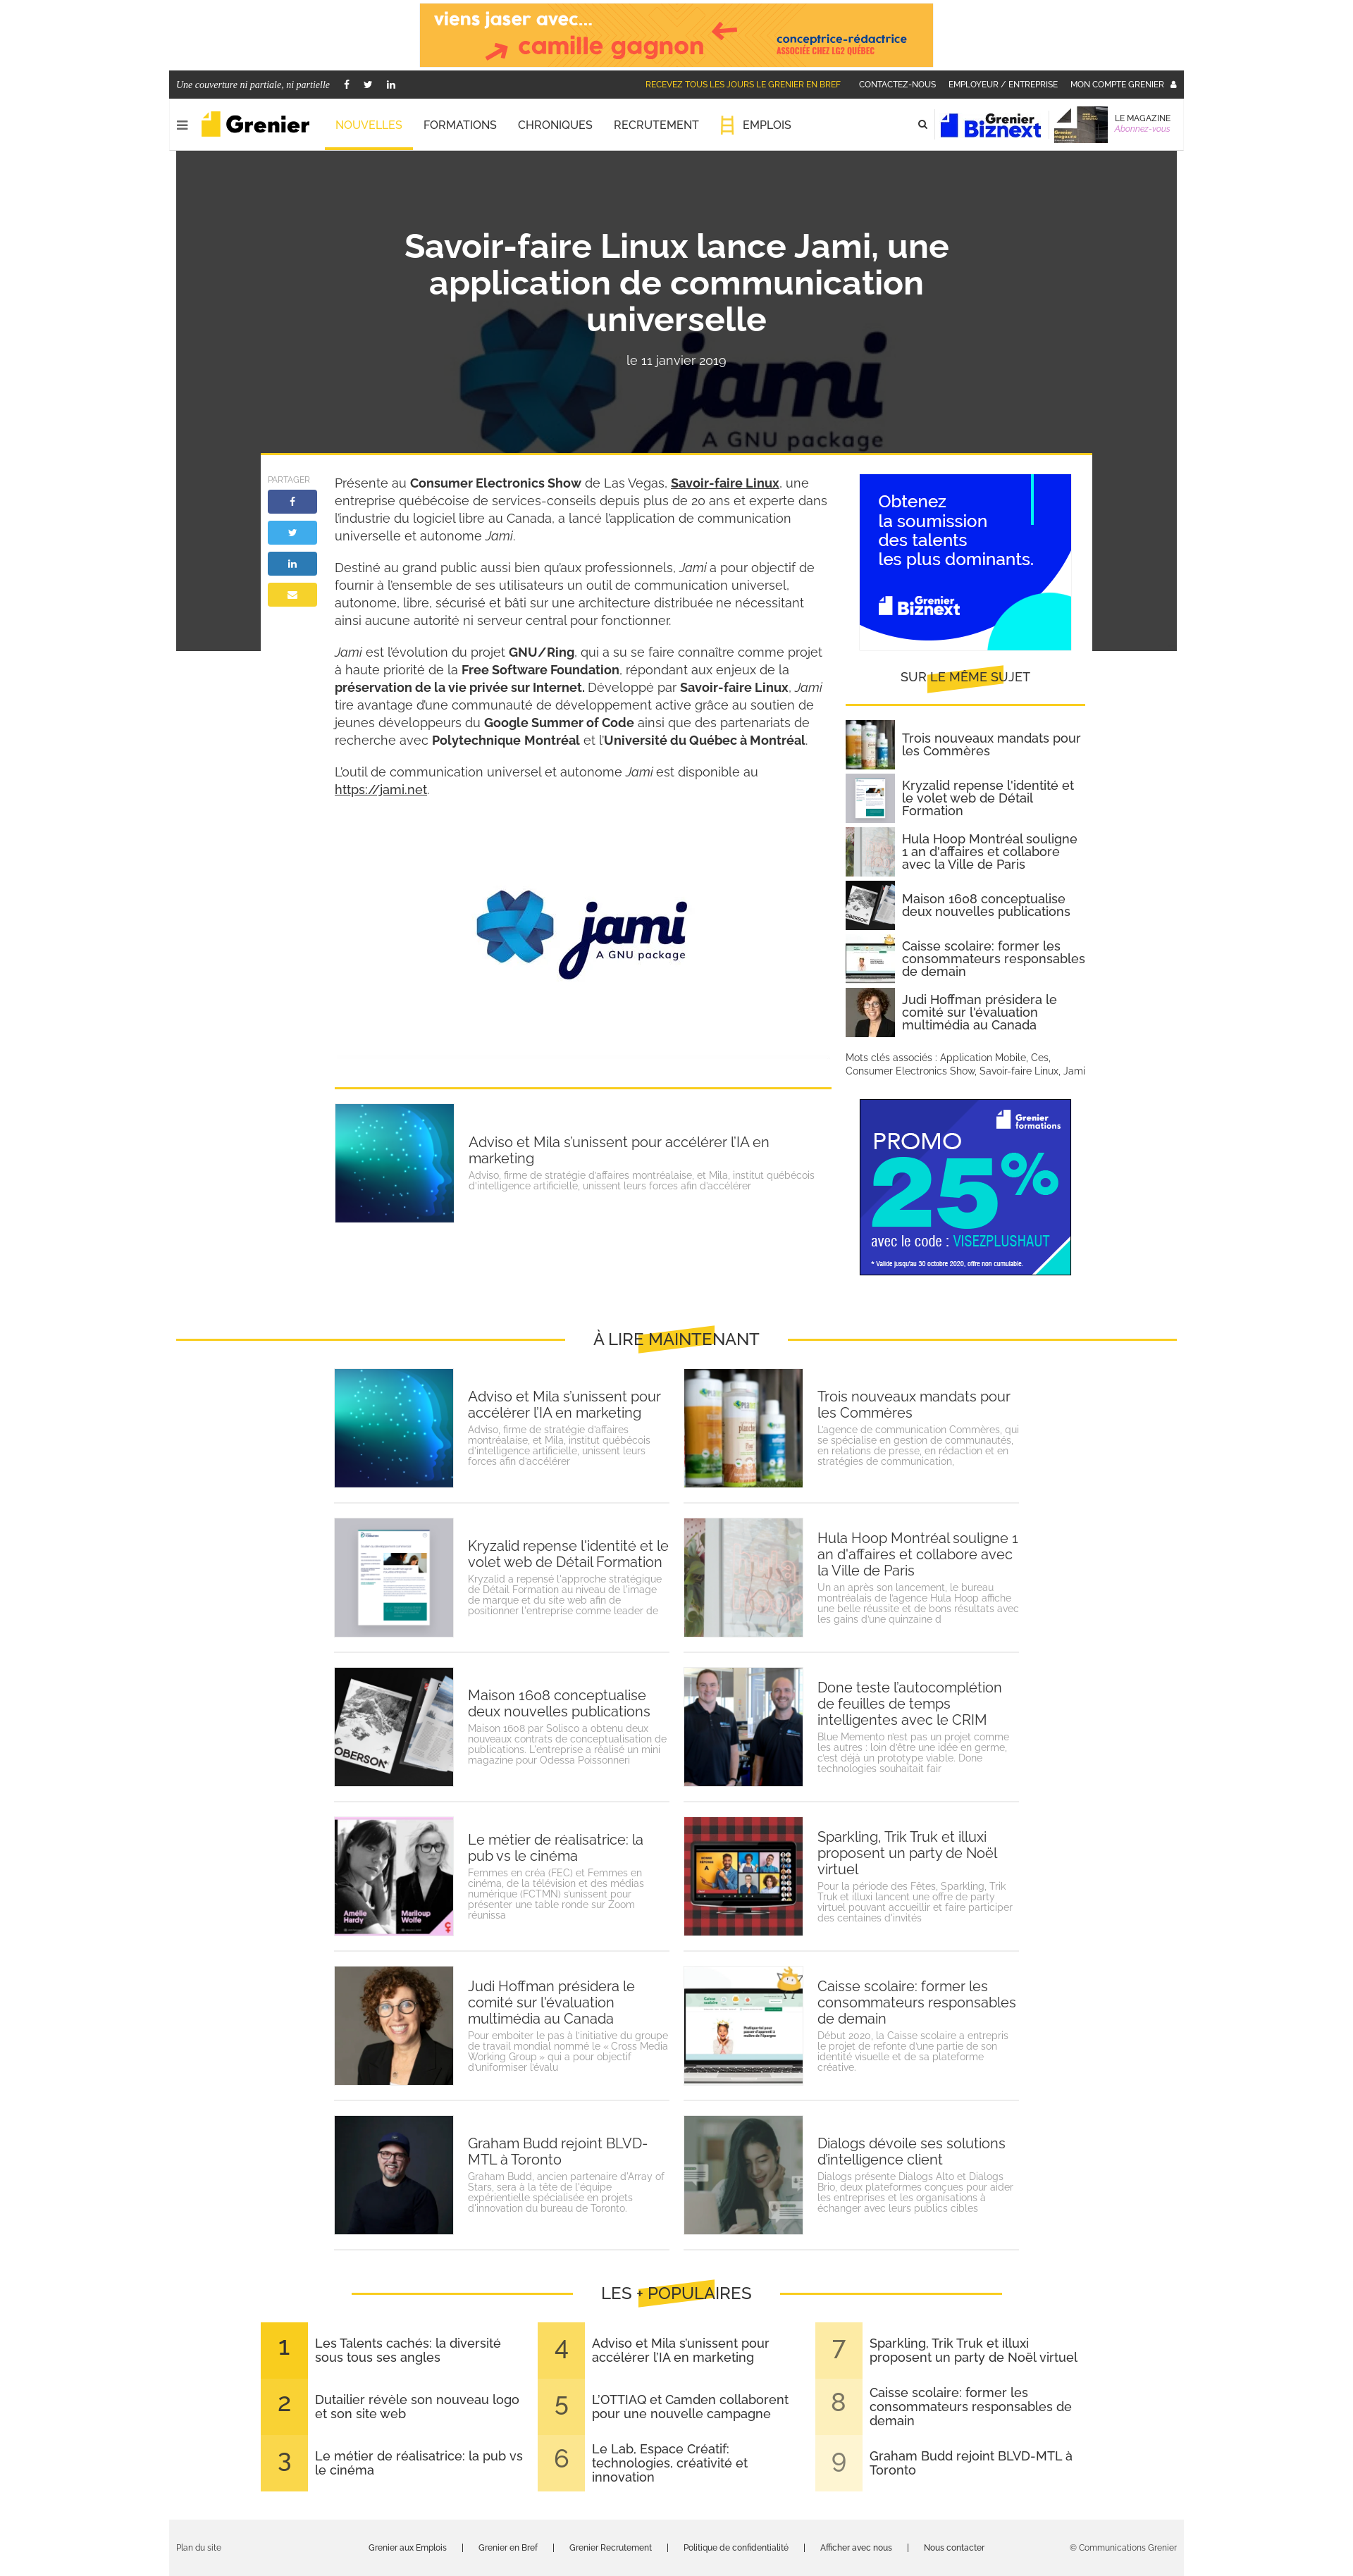 viens jaser avec...
camille gagnon
conceptrice-rédactrice
ASSOCIÉE CHEZ LG2 QUÉBEC
Une couverture ni partiale, ni partielle
RECEVEZ TOUS LES JOURS LE GRENIER EN BREF
CONTACTEZ-NOUS
EMPLOYEUR / ENTREPRISE
MON COMPTE GRENIER
Grenier
NOUVELLES
FORMATIONS
CHRONIQUES
RECRUTEMENT
EMPLOIS
Grenier
Biznext
LE MAGAZINE
Abonnez-vous
Savoir-faire Linux lance Jami, une
application de communication
universelle
le 11 janvier 2019
jami
A GNU package
PARTAGER
Présente au Consumer Electronics Show de Las Vegas, Savoir-faire Linux, une
entreprise québécoise de services-conseils depuis plus de 20 ans et experte dans
l’industrie du logiciel libre au Canada, a lancé l’application de communication
universelle et autonome Jami.
Destiné au grand public aussi bien qu’aux professionnels, Jami a pour objectif de
fournir à l’ensemble de ses utilisateurs un outil de communication universel,
autonome, libre, sécurisé et bâti sur une architecture distribuée ne nécessitant
ainsi aucune autorité ni serveur central pour fonctionner.
Jami est l’évolution du projet GNU/Ring, qui a su se faire connaître comme projet
à haute priorité de la Free Software Foundation, répondant aux enjeux de la
préservation de la vie privée sur Internet. Développé par Savoir-faire Linux, Jami
tire avantage d’une communauté de développement active grâce au soutien de
jeunes développeurs du Google Summer of Code ainsi que des partenariats de
recherche avec Polytechnique Montréal et l’Université du Québec à Montréal.
L’outil de communication universel et autonome Jami est disponible au
https://jami.net.
jami
A GNU package
Adviso et Mila s’unissent pour accélérer l’IA en
marketing
Adviso, firme de stratégie d’affaires montréalaise, et Mila, institut québécois
d’intelligence artificielle, unissent leurs forces afin d’accélérer
Obtenez
la soumission
des talents
les plus dominants.
Grenier
Biznext
SUR LE MÊME SUJET
Trois nouveaux mandats pour
les Commères
Kryzalid repense l'identité et
le volet web de Détail
Formation
Hula Hoop Montréal souligne
1 an d'affaires et collabore
avec la Ville de Paris
Maison 1608 conceptualise
deux nouvelles publications
Caisse scolaire: former les
consommateurs responsables
de demain
Judi Hoffman présidera le
comité sur l'évaluation
multimédia au Canada
Mots clés associés : Application Mobile, Ces,
Consumer Electronics Show, Savoir-faire Linux, Jami
Grenier
formations
PROMO
25%
avec le code : VISEZPLUSHAUT
* Valide jusqu'au 30 octobre 2020, offre non cumulable.
À LIRE MAINTENANT
Adviso et Mila s’unissent pour
accélérer l’IA en marketing
Adviso, firme de stratégie d’affaires
montréalaise, et Mila, institut québécois
d’intelligence artificielle, unissent leurs
forces afin d’accélérer
Trois nouveaux mandats pour
les Commères
L’agence de communication Commères, qui
se spécialise en gestion de communautés,
en relations de presse, en rédaction et en
stratégies de communication,
Kryzalid repense l'identité et le
volet web de Détail Formation
Kryzalid a repensé l'approche stratégique
de Détail Formation au niveau de l'image
de marque et du site web afin de
positionner l'entreprise comme leader de
Hula Hoop Montréal souligne 1
an d'affaires et collabore avec
la Ville de Paris
Un an après son lancement, le bureau
montréalais de l’agence Hula Hoop affiche
une belle réussite et de bons résultats avec
les gains d’une quinzaine d
Maison 1608 conceptualise
deux nouvelles publications
Maison 1608 par Solisco a obtenu deux
nouveaux contrats de conceptualisation de
publications. L'entreprise a réalisé un mini
magazine pour Odessa Poissonneri
OBERSON
Done teste l’autocomplétion
de feuilles de temps
intelligentes avec le CRIM
Blue Memento n’est pas un projet comme
les autres : loin d’être une idée en germe,
c’est déjà un prototype viable. Done
technologies souhaitait fair
Amélie
Hardy
Mariloup
Wolfe
Le métier de réalisatrice: la
pub vs le cinéma
Femmes en créa (FEC) et Femmes en
cinéma, de la télévision et des médias
numérique (FCTMN) s’unissent pour
présenter une table ronde sur Zoom
réunissa
Sparkling, Trik Truk et illuxi
proposent un party de Noël
virtuel
Pour la période des Fêtes, Sparkling, Trik
Truk et illuxi lancent une offre de party
virtuel pouvant accueillir et faire participer
des centaines d'invités
Judi Hoffman présidera le
comité sur l'évaluation
multimédia au Canada
Pour emboiter le pas à l’initiative du groupe
de travail mondial nommé le « Cross Media
Working Group » qui a pour objectif
d’uniformiser l’évalu
Caisse scolaire: former les
consommateurs responsables
de demain
Début 2020, la Caisse scolaire a entrepris
le projet de refonte d’une partie de son
identité visuelle et de sa plateforme
créative.
Graham Budd rejoint BLVD-
MTL à Toronto
Graham Budd, ancien partenaire d'Array of
Stars, sera à la tête de l'équipe
expérientielle spécialisée en projets
d'innovation du bureau de Toronto.
Dialogs dévoile ses solutions
d’intelligence client
Dialogs présente Dialogs Alto et Dialogs
Brio, deux plateformes conçues pour aider
les entreprises et les organisations à
échanger avec leurs publics cibles
LES + POPULAIRES
1
Les Talents cachés: la diversité
sous tous ses angles
2
Dutailier révèle son nouveau logo
et son site web
3
Le métier de réalisatrice: la pub vs
le cinéma
4
Adviso et Mila s’unissent pour
accélérer l’IA en marketing
5
L’OTTIAQ et Camden collaborent
pour une nouvelle campagne
6
Le Lab, Espace Créatif:
technologies, créativité et
innovation
7
Sparkling, Trik Truk et illuxi
proposent un party de Noël virtuel
8
Caisse scolaire: former les
consommateurs responsables de
demain
9
Graham Budd rejoint BLVD-MTL à
Toronto
Plan du site
Grenier aux Emplois | Grenier en Bref | Grenier Recrutement | Politique de confidentialité | Afficher avec nous | Nous contacter
© Communications Grenier